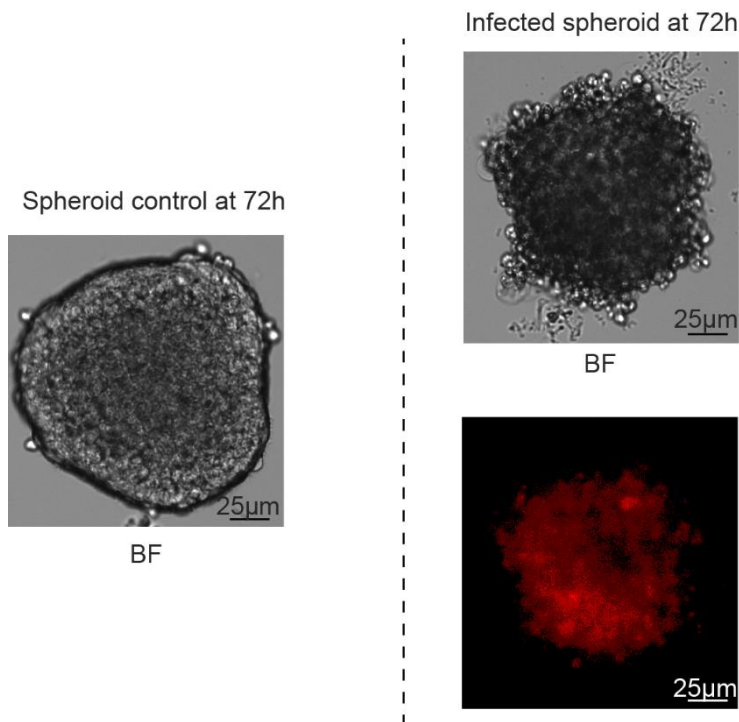 Spheroid control at 72h
25µm
BF
Infected spheroid at 72h
25µm
BF
25µm